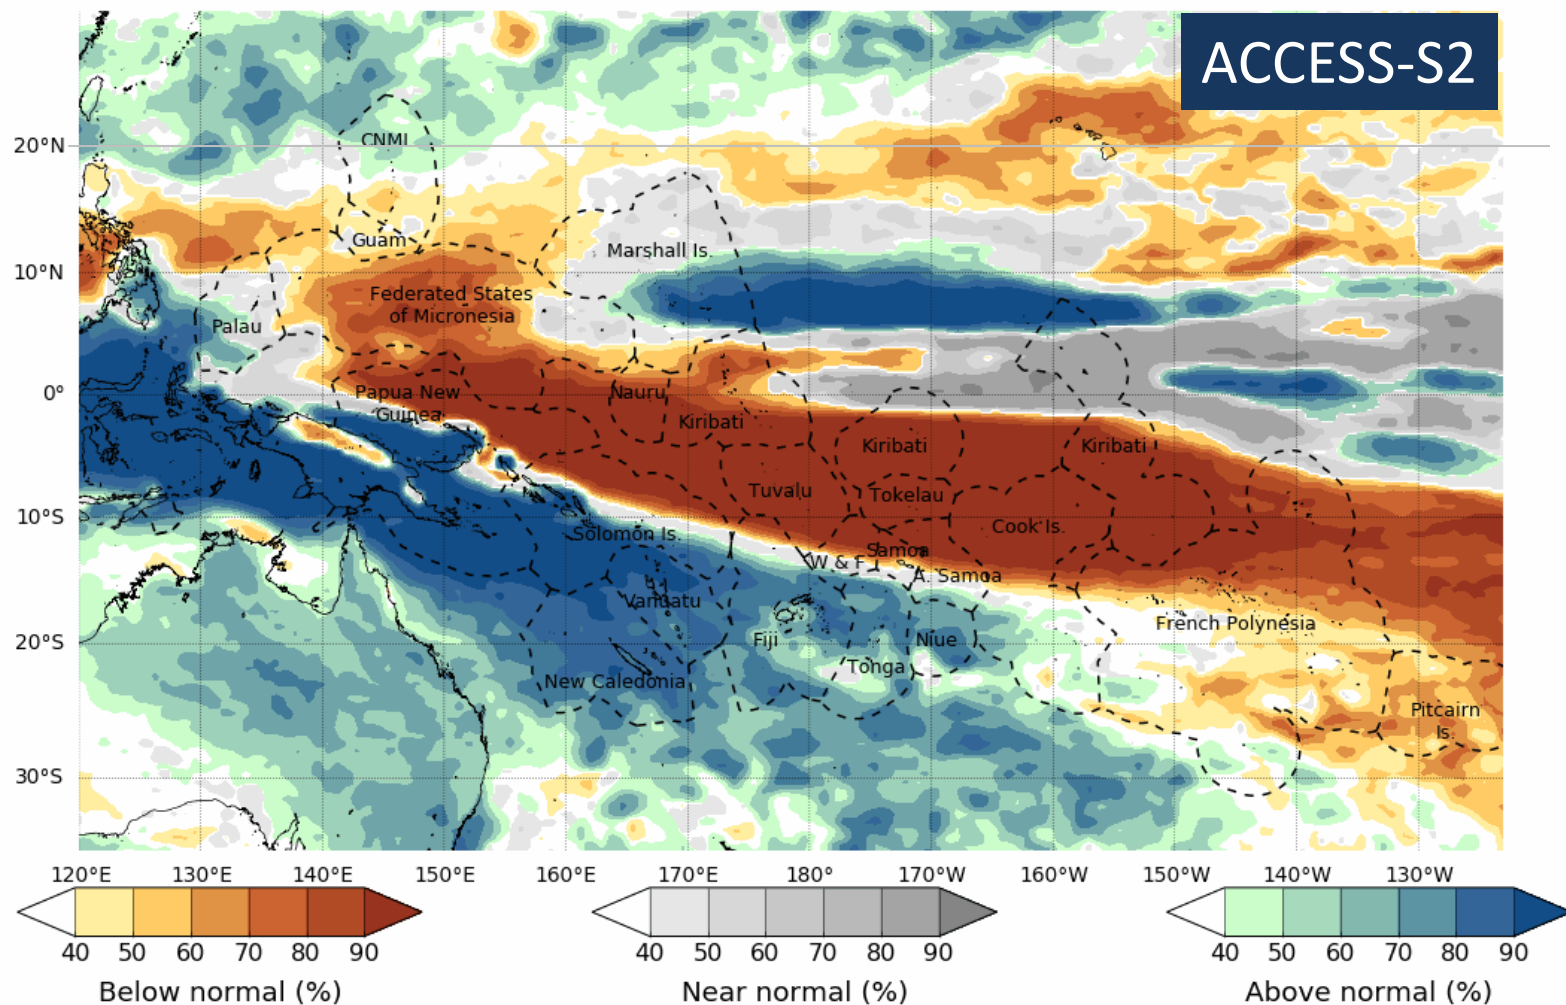 ACCESS-S2
20°N
CNMI
Guam
Marshall Is.
10°N
Federated States
of Micronesia
Palau
0°
Papua New
Guinea
Nauru
Kiribati
Kiribati
Kiribati
Tuvalu
Tokelau
10°S
Cook Is.
Solomon Is.
Samoa
W & F
A. Samoa
Vanuatu
French Polynesia
20°S
Fiji
Niue
Tonga
New Caledonia
Pitcairn
Is.
30°S
120°E 130°E 140°E 150°E 160°E 170°E 180° 170°W 160°W 150°W 140°W 130°W
40 50 60 70 80 90
Below normal (%)
40 50 60 70 80 90
Near normal (%)
40 50 60 70 80 90
Above normal (%)